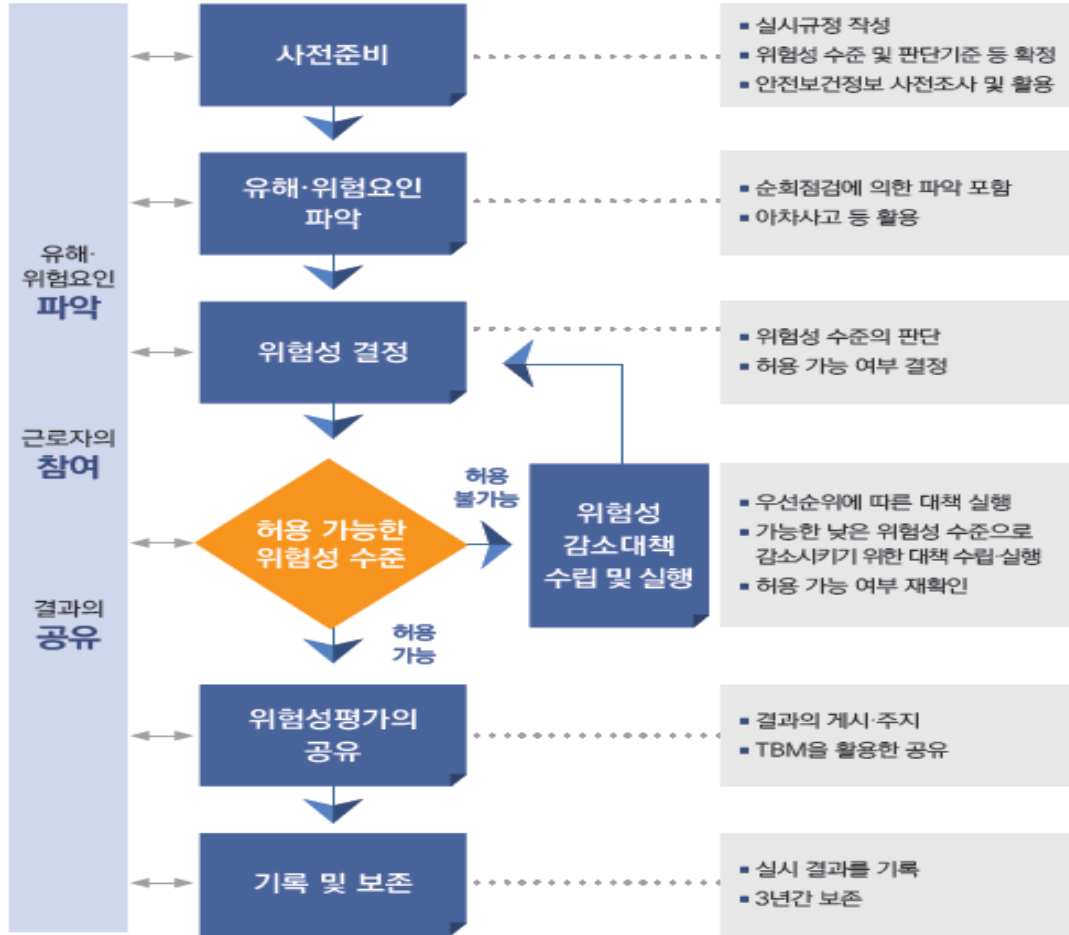 유해·
위험요인
파악
근로자의
참여
결과의
공유
사전준비
▪ 실시규정 작성
▪ 위험성 수준 및 판단기준 등 확정
▪ 안전보건정보 사전조사 및 활용
유해·위험요인
파악
▪ 순회점검에 의한 파악 포함
▪ 아차사고 등 활용
위험성 결정
▪ 위험성 수준의 판단
▪ 허용 가능 여부 결정
허용 가능한
위험성 수준
허용
불가능
위험성
감소대책
수립 및 실행
▪ 우선순위에 따른 대책 실행
▪ 가능한 낮은 위험성 수준으로
감소시키기 위한 대책 수립·실행
▪ 허용 가능 여부 재확인
허용
가능
위험성평가의
공유
▪ 결과의 게시·주지
▪ TBM을 활용한 공유
기록 및 보존
▪ 실시 결과를 기록
▪ 3년간 보존